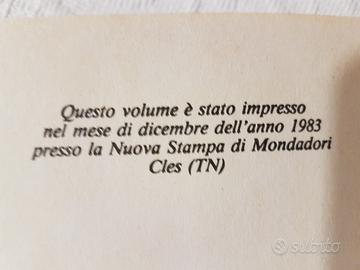 Questo volume è stato impresso
nel mese di dicembre dell'anno 1983
presso la Nuova Stampa di Mondadori
Cles (TN)
subito